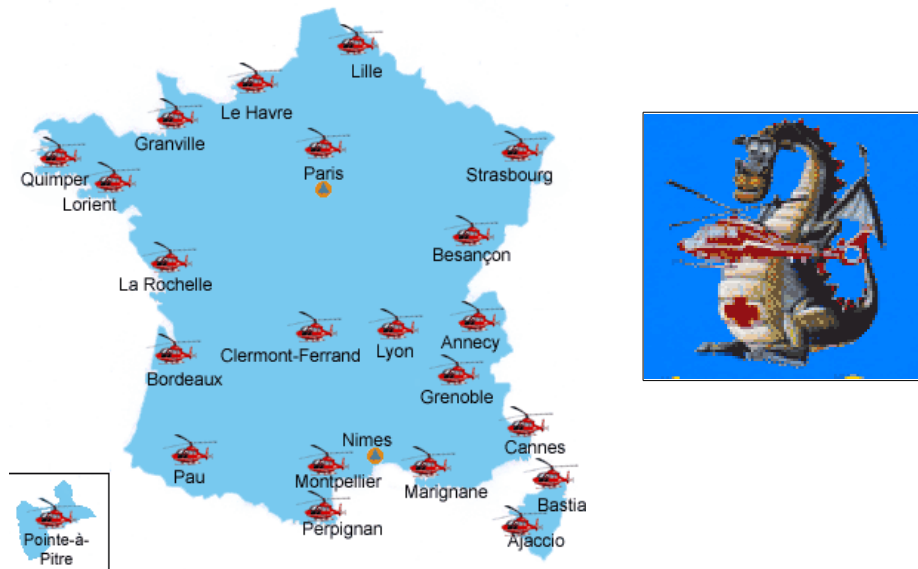 Lille
Le Havre
Granville
Paris
Strasbourg
Quimper
Lorient
Besançon
La Rochelle
Clermont-Ferrand
Lyon
Annecy
Bordeaux
Grenoble
Cannes
Nimes
Pau
Montpellier
Marignane
Bastia
Perpignan
Ajaccio
Pointe-à-
Pitre